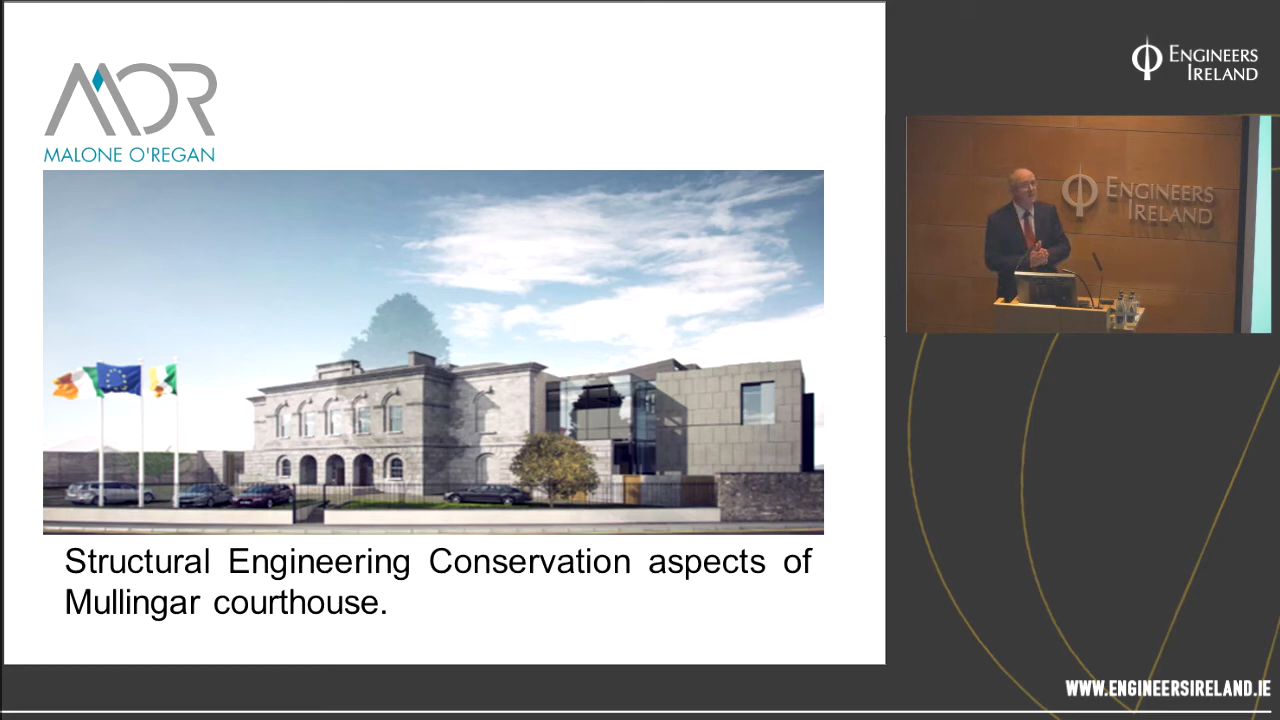 MOR
MALONE O'REGAN
Structural Engineering Conservation aspects of
Mullingar courthouse.
ENGINEERS
IRELAND
ENGINEERS
IRELAND
WWW.ENGINEERSIRELAND.IE